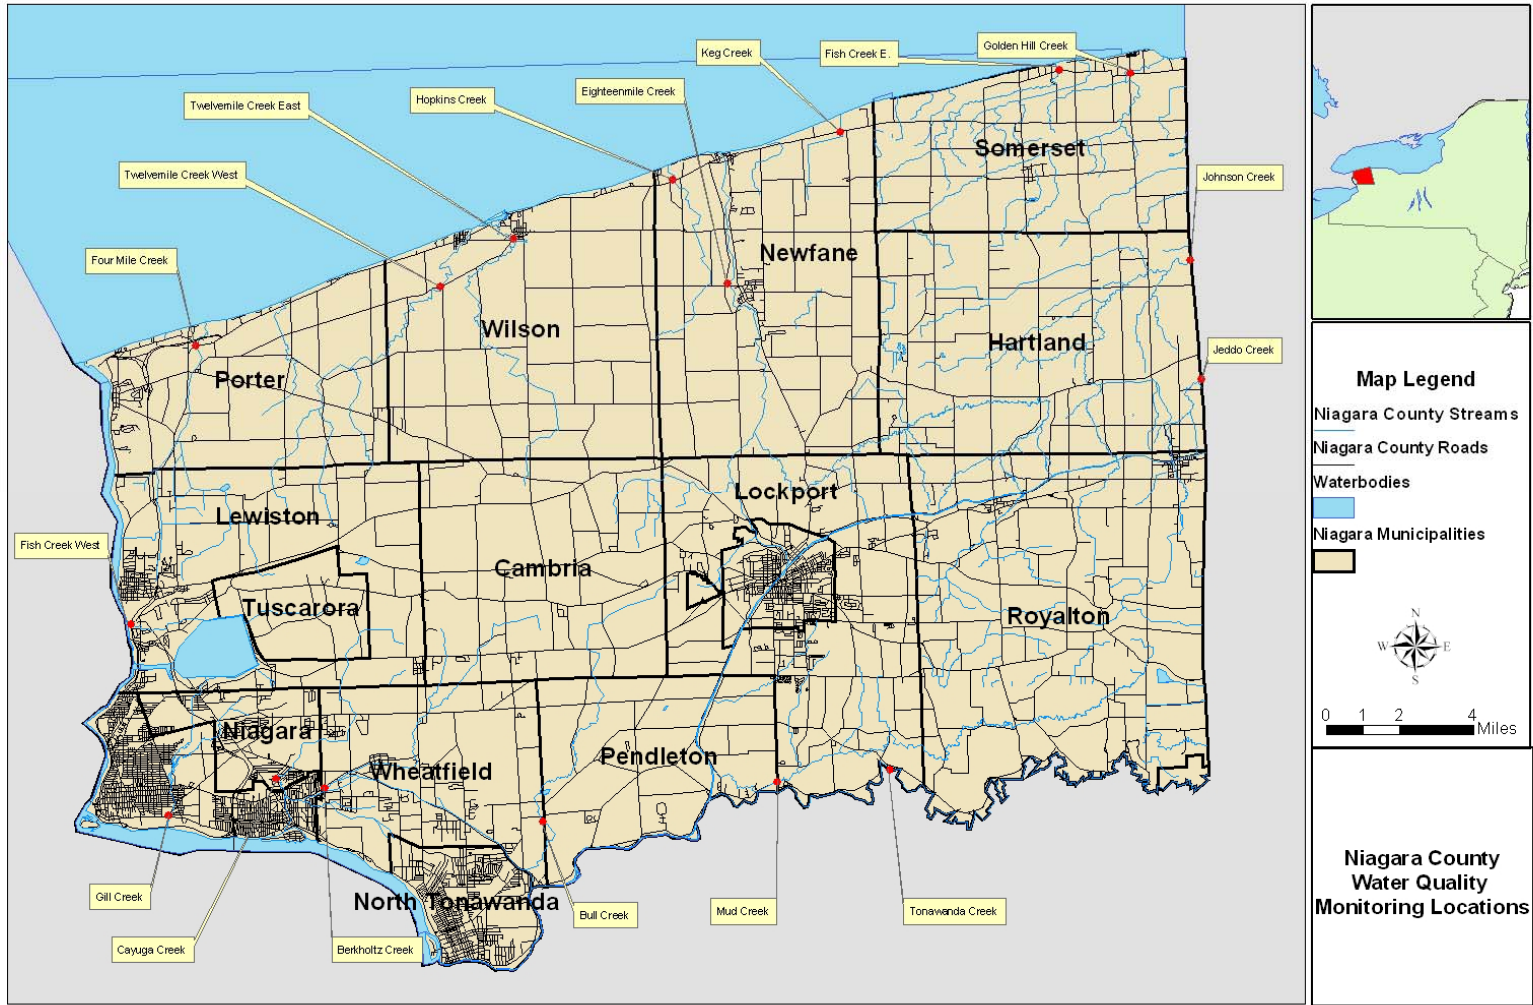 Golden Hill Creek
Keg Creek
Fish Creek E.
Eighteenmile Creek
Hopkins Creek
Twelvemile Creek East
Somerset
Twelvemile Creek West
Johnson Creek
Newfane
Four Mile Creek
Wilson
Hartland
Jeddo Creek
Porter
Lockport
Lewiston
Fish Creek West
Cambria
Tuscarora
Royalton
Niagara
Pendleton
Wheatfield
Gill Creek
North Tonawanda
Bull Creek
Mud Creek
Tonawanda Creek
Cayuga Creek
Berkholtz Creek
Map Legend
Niagara County Streams
Niagara County Roads
Waterbodies
Niagara Municipalities
N
W
E
S
0 1 2 4
Miles
Niagara County
Water Quality
Monitoring Locations